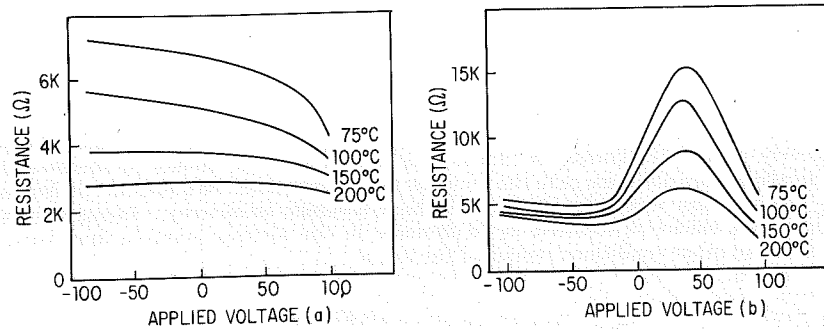 RESISTANCE (Ω)
6K
4K
2K
0
-100
-50
0
50
100
75°C
100°C
150°C
200°C
APPLIED VOLTAGE (a)
RESISTANCE (Ω)
15K
10K
5K
0
-100
-50
0
50
100
75°C
100°C
150°C
200°C
APPLIED VOLTAGE (b)